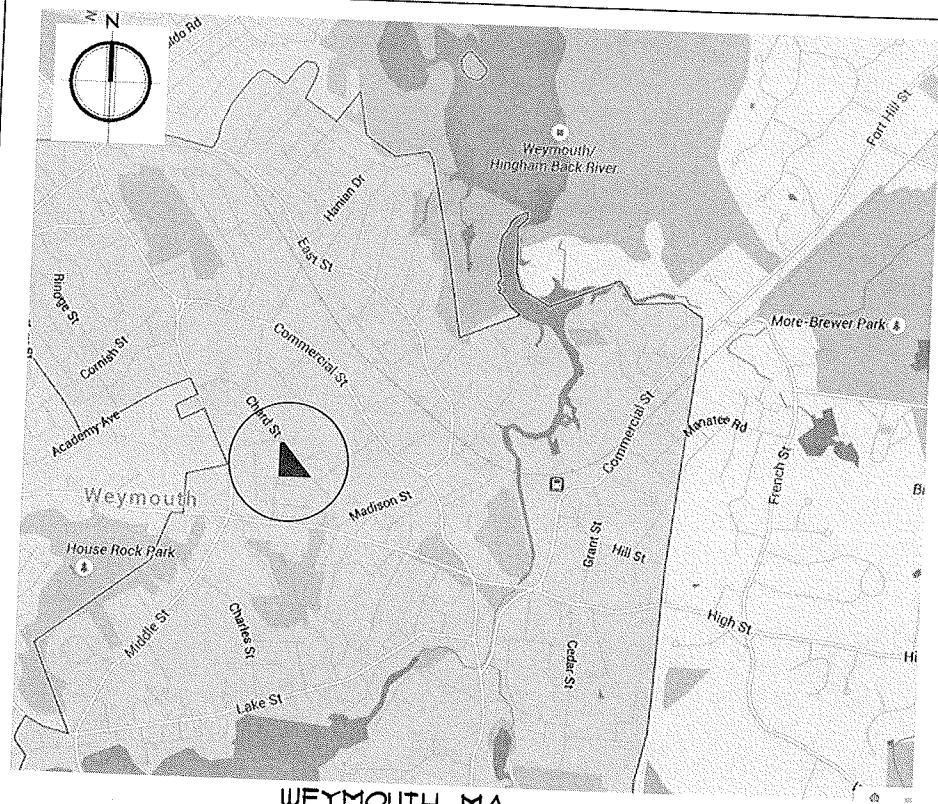 N
Weymouth/
Hingham Back River
Fort Hill St
Hanian Dr
East St
Ringe St
More-Brewer Park
Cornish St
Commercial St
Chard St
Commercial St
Manatee Rd
Academy Ave
French St
Weymouth
Madison St
House Rock Park
Grant St
Hill St
Middle St
Charles St
High St
Hi
Cedar St
Lake St
WEYMOUTH, MA